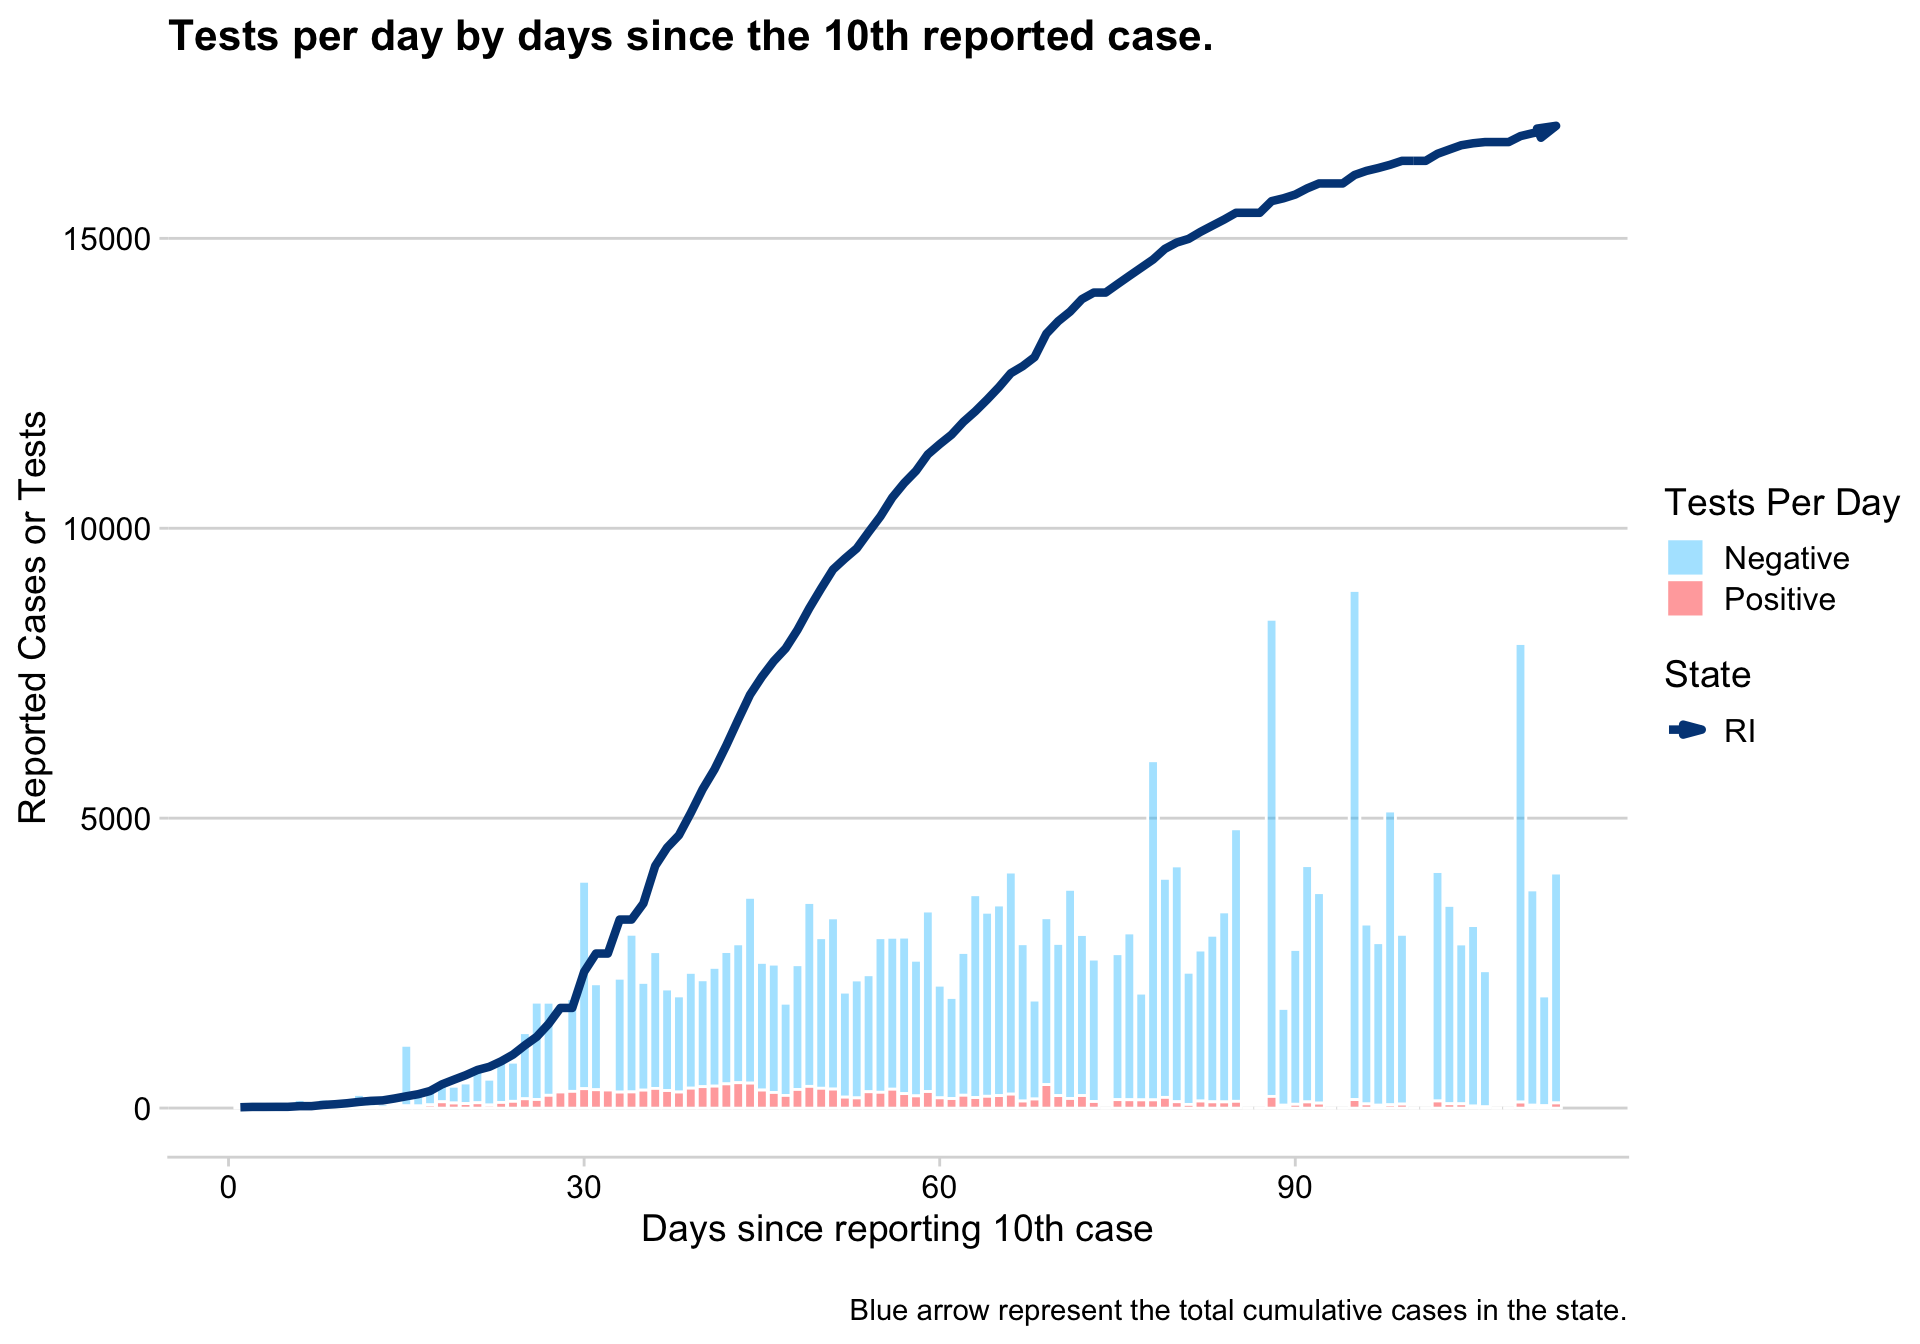 Tests per day by days since the 10th reported case.
Reported Cases or Tests
15000
10000
5000
0
0
30
60
90
Days since reporting 10th case
Tests Per Day
Negative
Positive
State
RI
Blue arrow represent the total cumulative cases in the state.